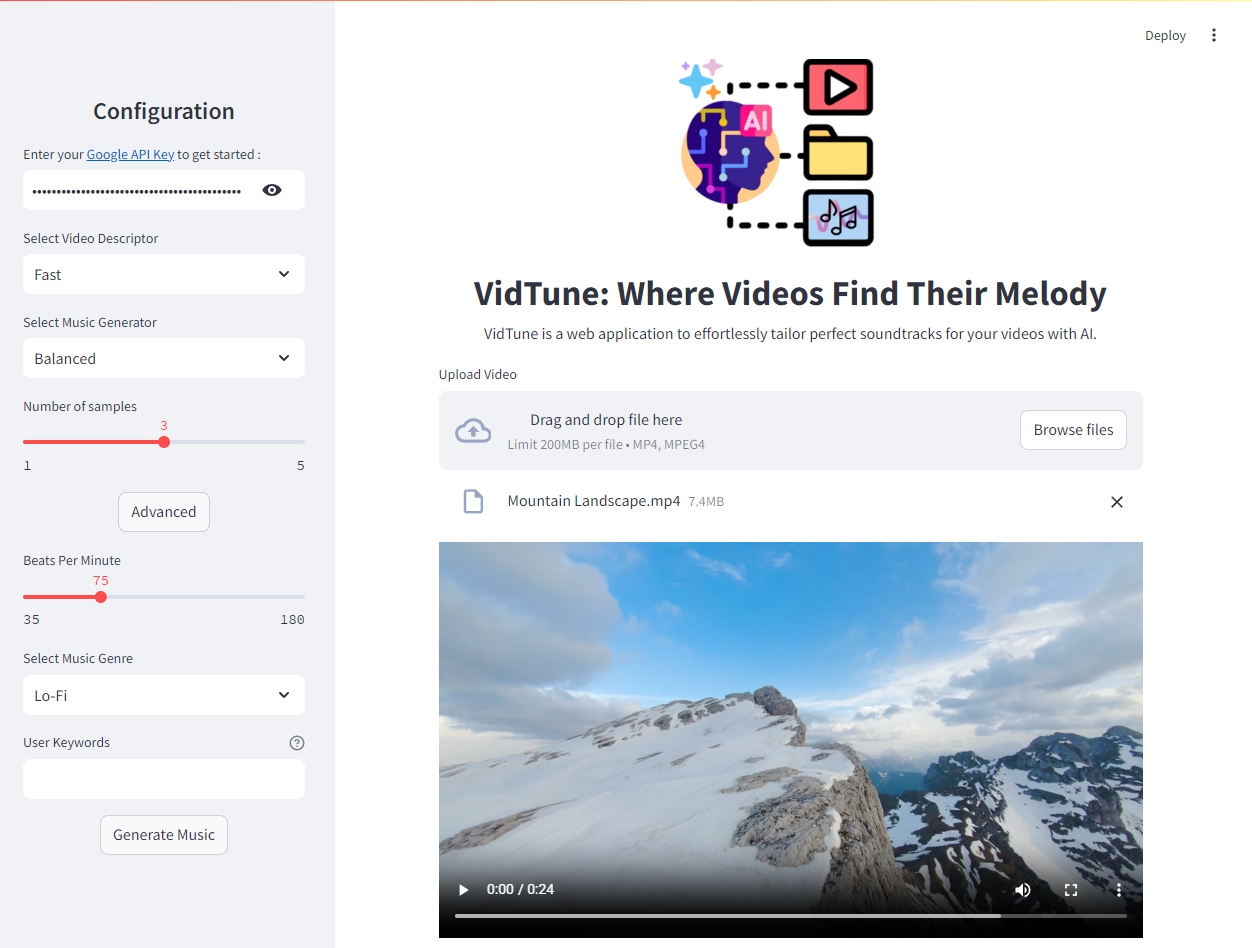 Deploy
Configuration
Enter your Google API Key to get started :
••••••••••••••••••••••••••••••••••••••••••
Select Video Descriptor
Fast
Select Music Generator
Balanced
Number of samples
3
1 5
Advanced
Beats Per Minute
75
35 180
Select Music Genre
Lo-Fi
User Keywords
Generate Music
AI
VidTune: Where Videos Find Their Melody
VidTune is a web application to effortlessly tailor perfect soundtracks for your videos with AI.
Upload Video
Drag and drop file here
Limit 200MB per file • MP4, MPEG4
Browse files
Mountain Landscape.mp4 7.4MB
0:00 / 0:24